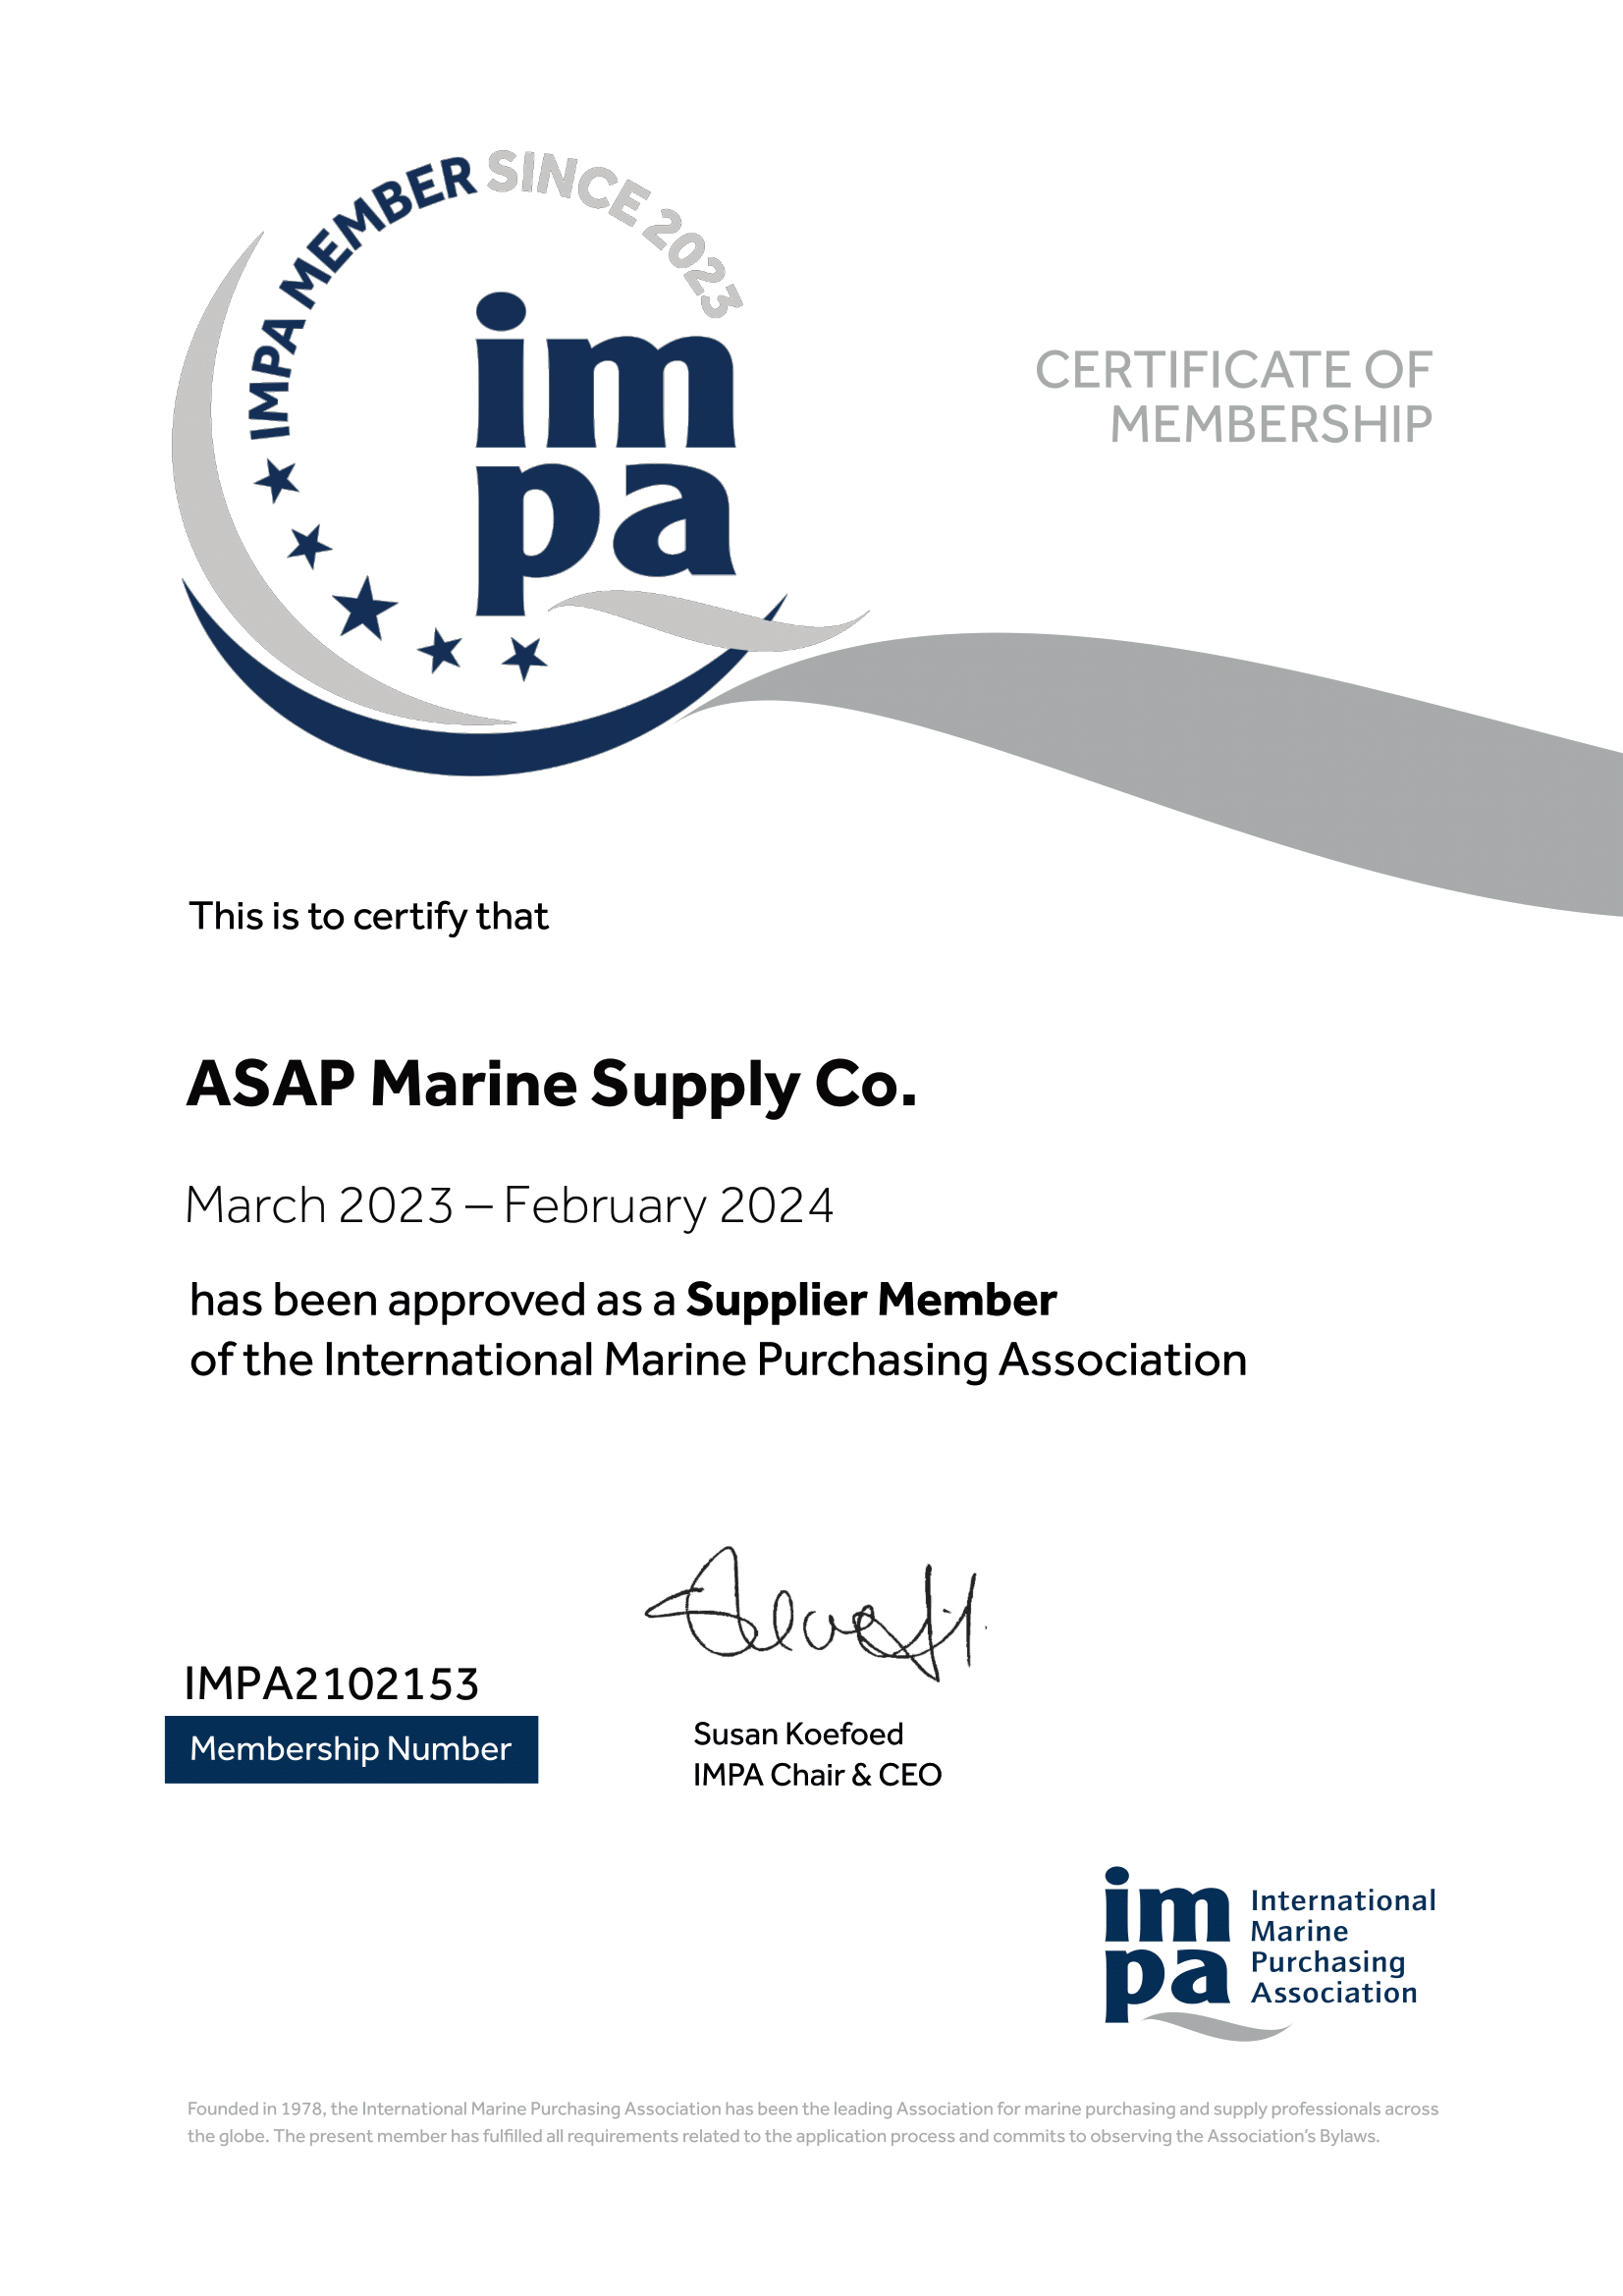 IMPA MEMBER SINCE 2023
im
pa
CERTIFICATE OF
MEMBERSHIP
This is to certify that
ASAP Marine Supply Co.
March 2023 – February 2024
has been approved as a Supplier Member
of the International Marine Purchasing Association
IMPA2102153
Membership Number
Susan Koefoed
IMPA Chair & CEO
im
pa
International
Marine
Purchasing
Association
Founded in 1978, the International Marine Purchasing Association has been the leading Association for marine purchasing and supply professionals across
the globe. The present member has fulfilled all requirements related to the application process and commits to observing the Association's Bylaws.